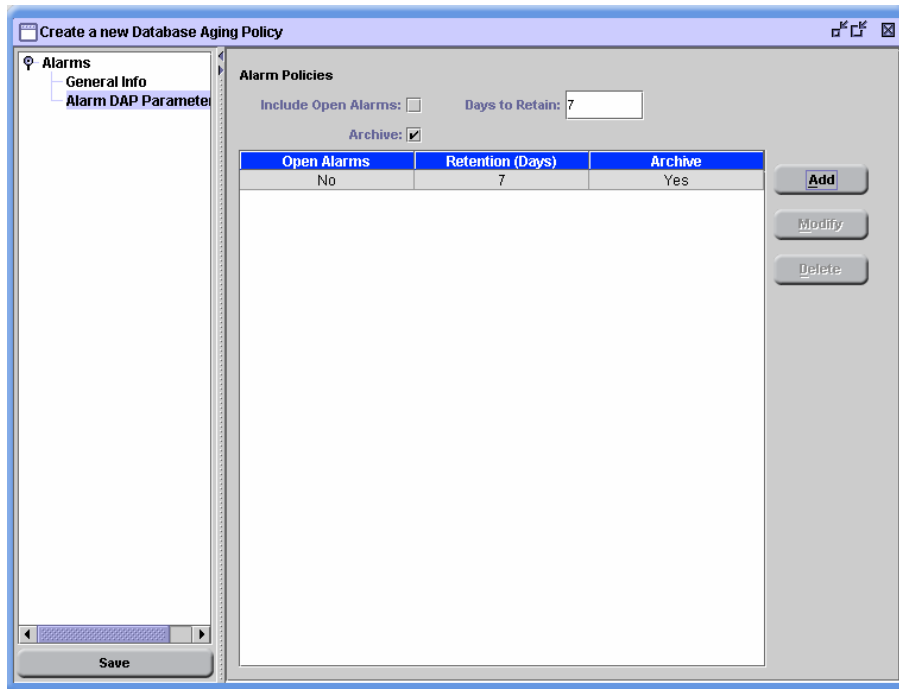 Create a new Database Aging Policy
Alarms
General Info
Alarm DAP Paramete
Alarm Policies
Include Open Alarms:
Days to Retain: 7
Archive:
Open Alarms Retention (Days) Archive
No 7 Yes
Add
Modify
Delete
Save